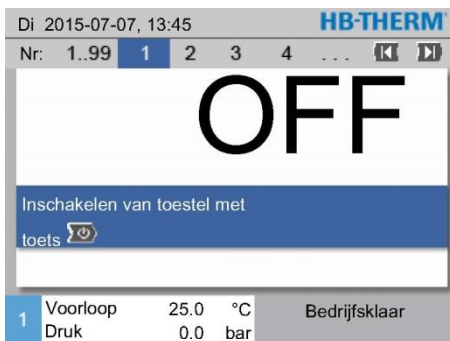 Di 2015-07-07, 13:45 HB-THERM
Nr: 1..99 1 2 3 4 ...
OFF
Inschakelen van toestel met
toets
1 Voorloop 25.0 °C Bedrijfsklaar
Druk 0.0 bar